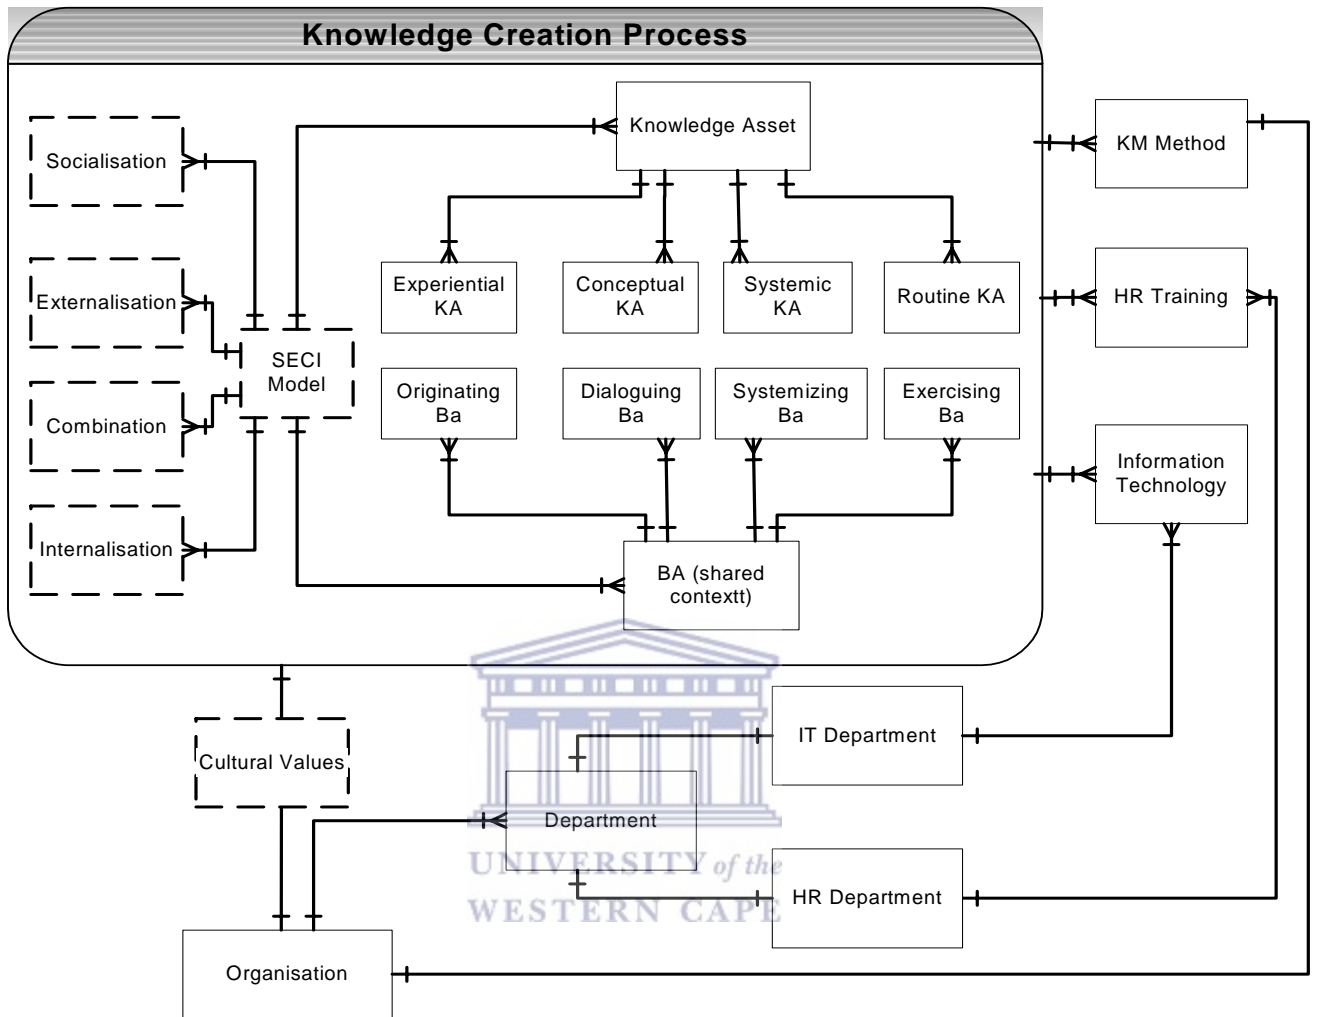 Knowledge Creation Process
Knowledge Asset
KM Method
Socialisation
Experiential
KA
Conceptual
KA
Systemic
KA
Routine KA
HR Training
Externalisation
SECI
Model
Originating
Ba
Dialoguing
Ba
Systemizing
Ba
Exercising
Ba
Combination
Information
Technology
Internalisation
BA (shared
contextt)
Cultural Values
IT Department
Department
UNIVERSITY of the
WESTERN CAPE
HR Department
Organisation